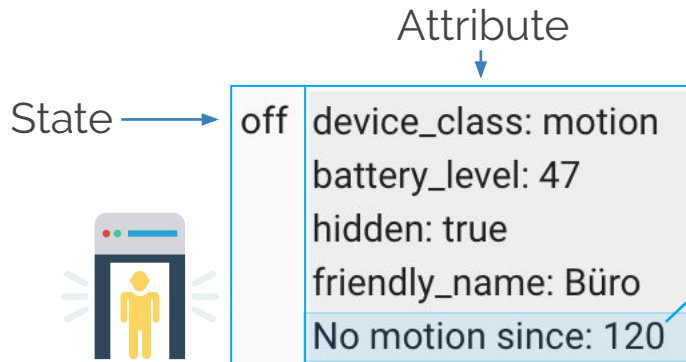 Attribute
State
off
device_class: motion
battery_level: 47
hidden: true
friendly_name: Büro
No motion since: 120